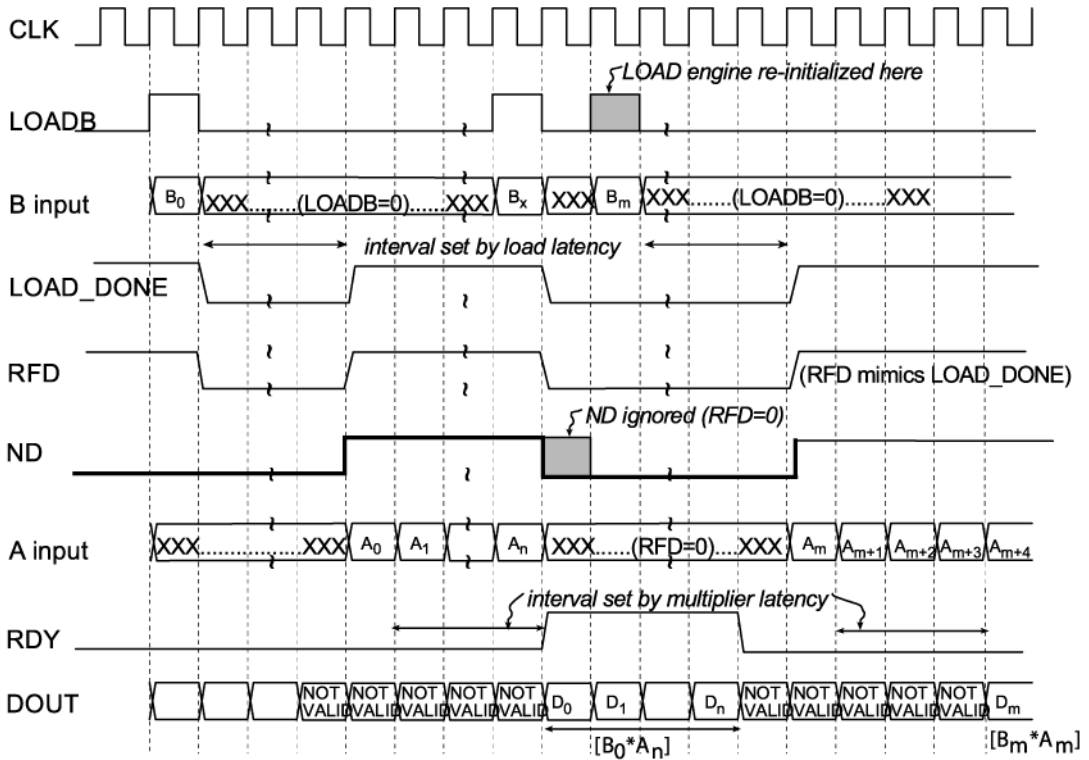 CLK
LOAD engine re-initialized here
LOADB
B input B0 XXX.......(LOADB=0)......XXX Bx XXX Bm XXX.......(LOADB=0).......XXX
interval set by load latency
LOAD_DONE
RFD (RFD mimics LOAD_DONE)
ND ignored (RFD=0)
ND
A input XXX.......................XXX A0 A1 An XXX......(RFD=0)...XXX Am Am+1 Am+2 Am+3 Am+4
interval set by multiplier latency
RDY
DOUT NOT VALID NOT VALID NOT VALID NOT VALID NOT VALID D0 D1 Dn NOT VALID NOT VALID NOT VALID NOT VALID NOT VALID Dm
[B0*An] [Bm*Am]